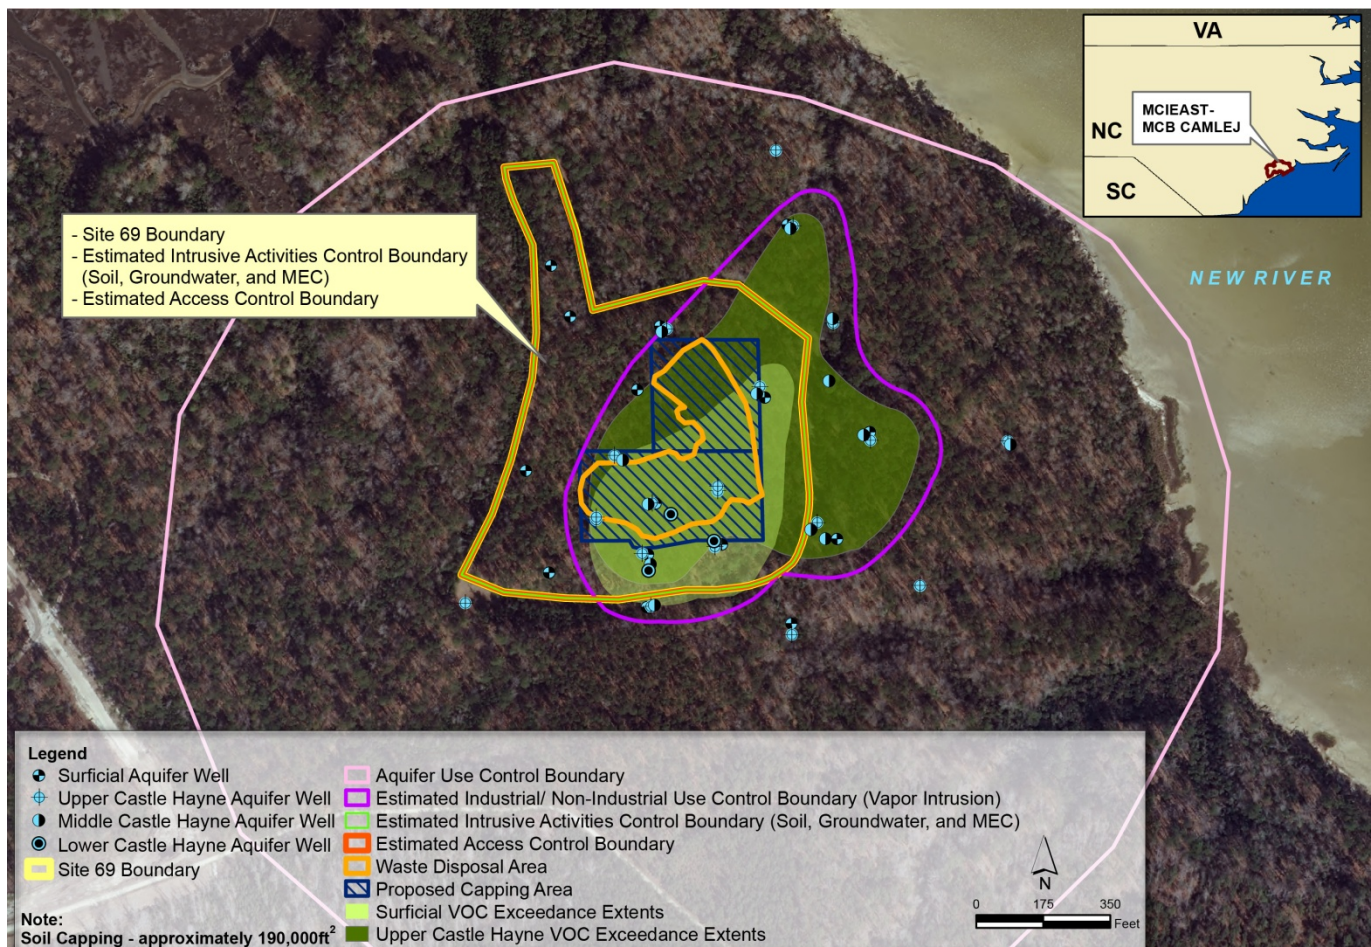 VA
MCIEAST-
MCB CAMLEJ
NC
SC
NEW RIVER
- Site 69 Boundary
- Estimated Intrusive Activities Control Boundary
(Soil, Groundwater, and MEC)
- Estimated Access Control Boundary
Legend
Surficial Aquifer Well
Upper Castle Hayne Aquifer Well
Middle Castle Hayne Aquifer Well
Lower Castle Hayne Aquifer Well
Site 69 Boundary
Note:
Soil Capping - approximately 190,000ft²
Aquifer Use Control Boundary
Estimated Industrial/ Non-Industrial Use Control Boundary (Vapor Intrusion)
Estimated Intrusive Activities Control Boundary (Soil, Groundwater, and MEC)
Estimated Access Control Boundary
Waste Disposal Area
Proposed Capping Area
Surficial VOC Exceedance Extents
Upper Castle Hayne VOC Exceedance Extents
N
0 175 350
Feet